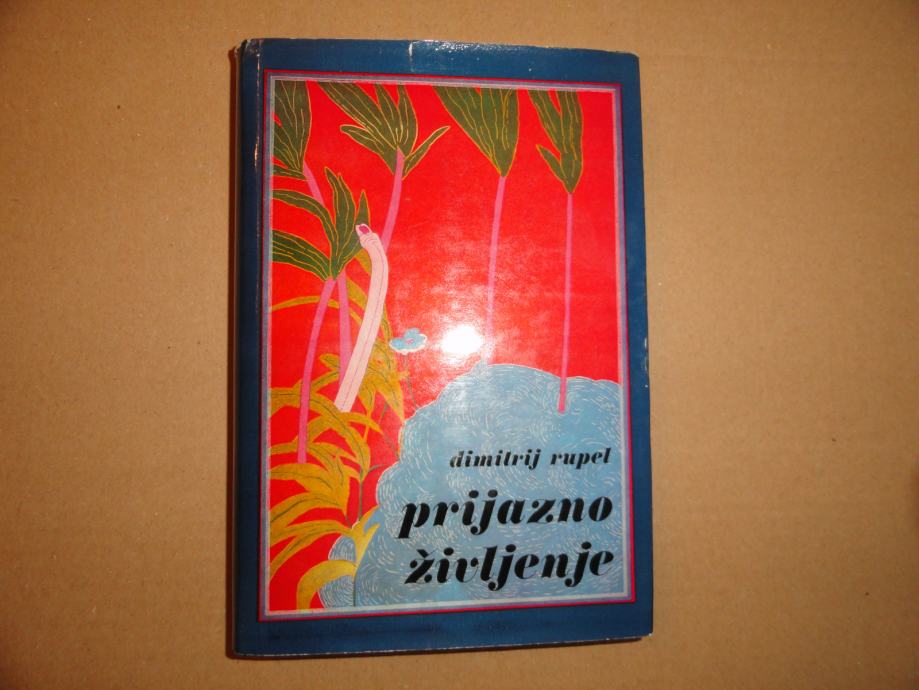 dimitrij rupel
prijazno
življenje